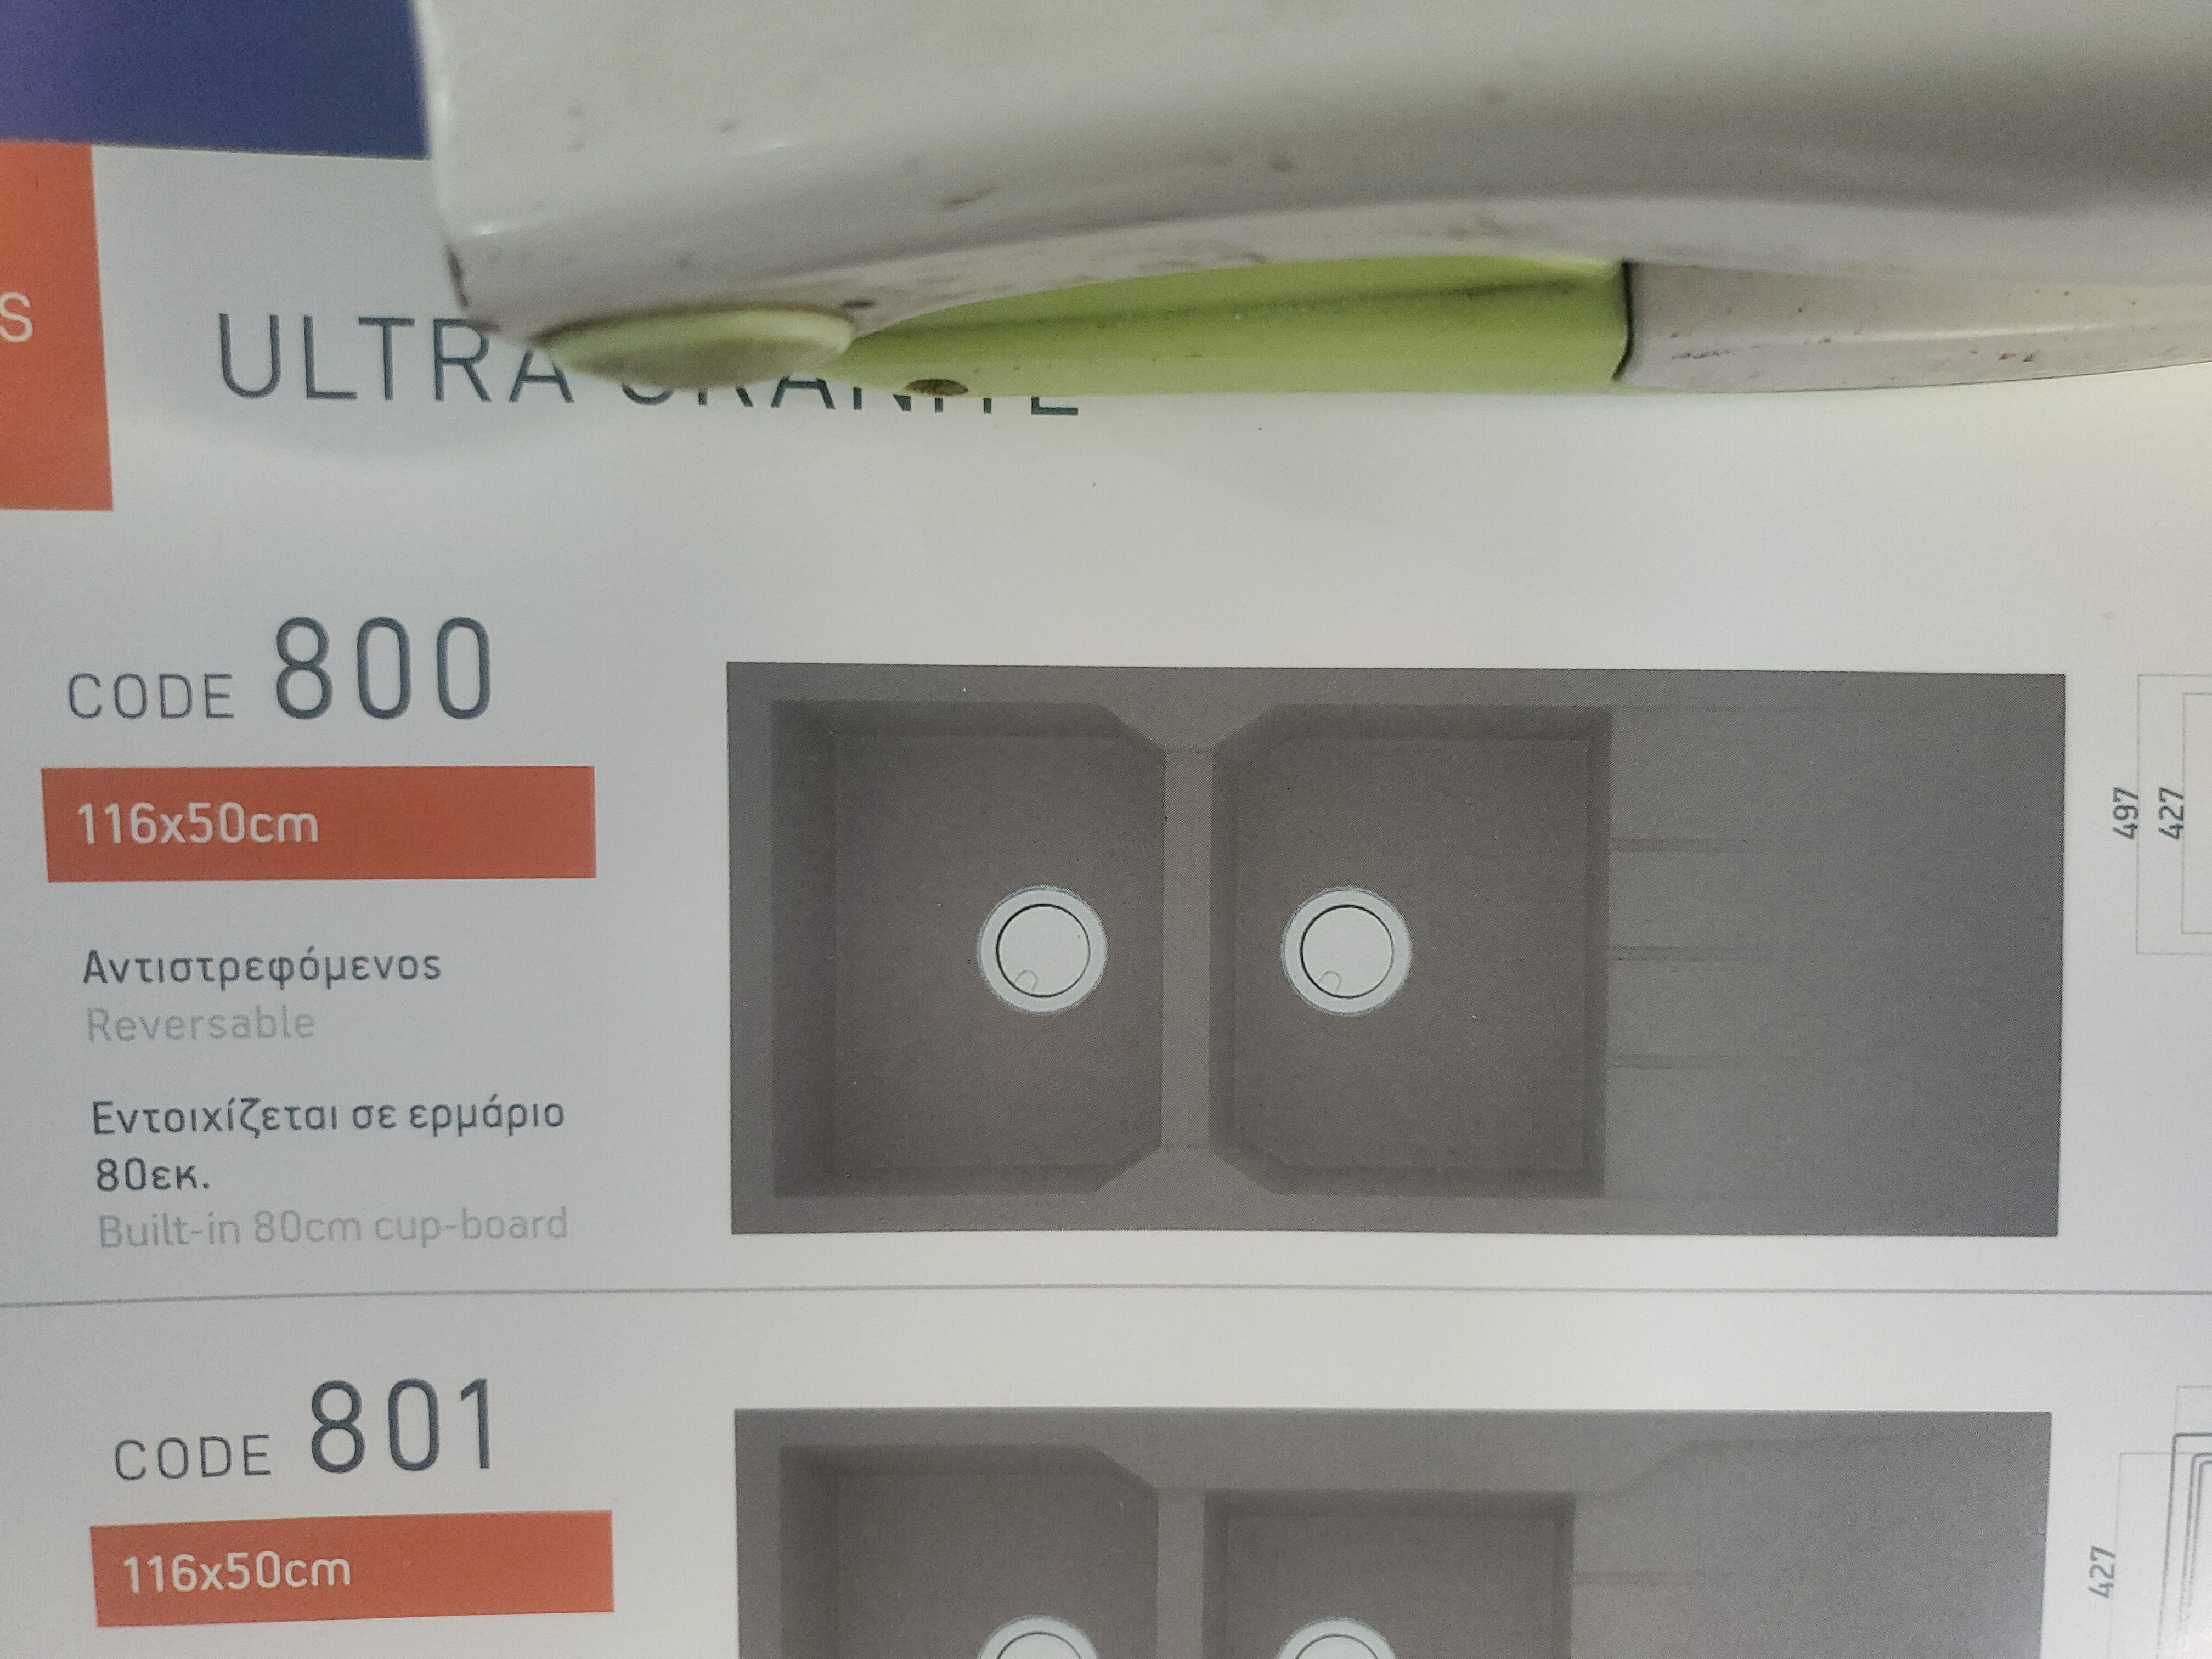 S
ULTRA GRANITE
CODE 800
116x50cm
Αντιστρεφόμενος
Reversable
Εντοιχίζεται σε ερμάριο
80εκ.
Built-in 80cm cup-board
497
427
CODE 801
116x50cm
427